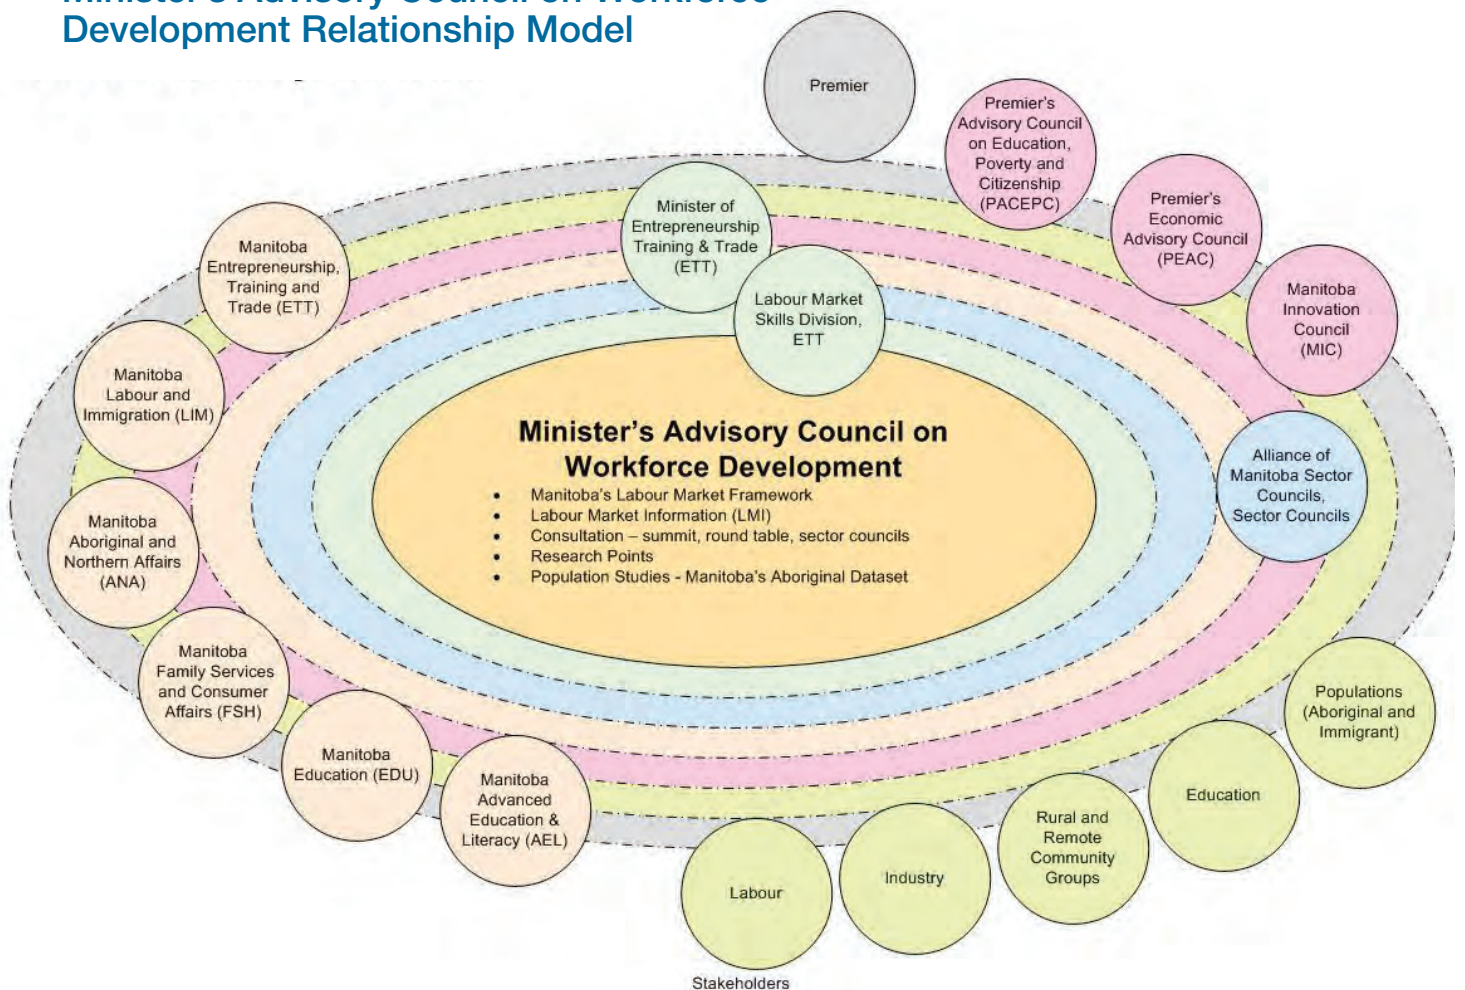 Minister's Advisory Council on Workforce
Development Relationship Model
Premier
Premier's
Advisory Council
on Education,
Poverty and
Citizenship
(PACEPC)
Premier's
Economic
Advisory Council
(PEAC)
Manitoba
Innovation
Council
(MIC)
Minister of
Entrepreneurship
Training & Trade
(ETT)
Labour Market
Skills Division,
ETT
Manitoba
Entrepreneurship,
Training and
Trade (ETT)
Manitoba
Labour and
Immigration (LIM)
Manitoba
Aboriginal and
Northern Affairs
(ANA)
Manitoba
Family Services
and Consumer
Affairs (FSH)
Manitoba
Education (EDU)
Manitoba
Advanced
Education &
Literacy (AEL)
Minister's Advisory Council on
Workforce Development
• Manitoba's Labour Market Framework
• Labour Market Information (LMI)
• Consultation – summit, round table, sector councils
• Research Points
• Population Studies - Manitoba's Aboriginal Dataset
Alliance of
Manitoba Sector
Councils,
Sector Councils
Populations
(Aboriginal and
Immigrant)
Education
Rural and
Remote
Community
Groups
Industry
Labour
Stakeholders